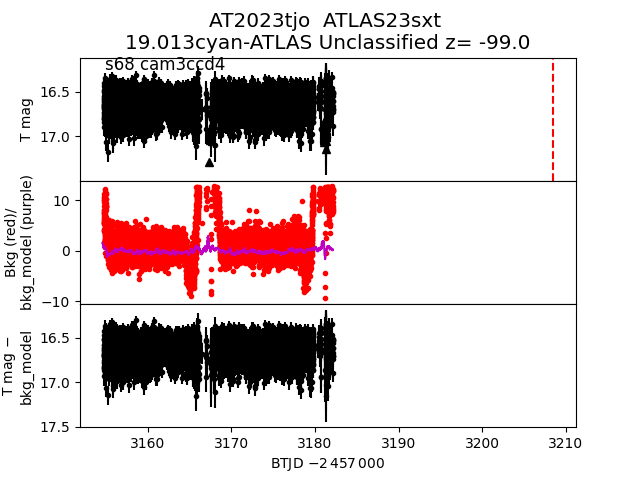 AT2023tjo  ATLAS23sxt
19.013cyan-ATLAS Unclassified z= -99.0
s68 cam3ccd4
16.5
17.0
T mag
10
0
−10
Bkg (red)/
bkg_model (purple)
16.5
17.0
17.5
T mag −
bkg_model
3160 3170 3180 3190 3200 3210
BTJD −2 457 000